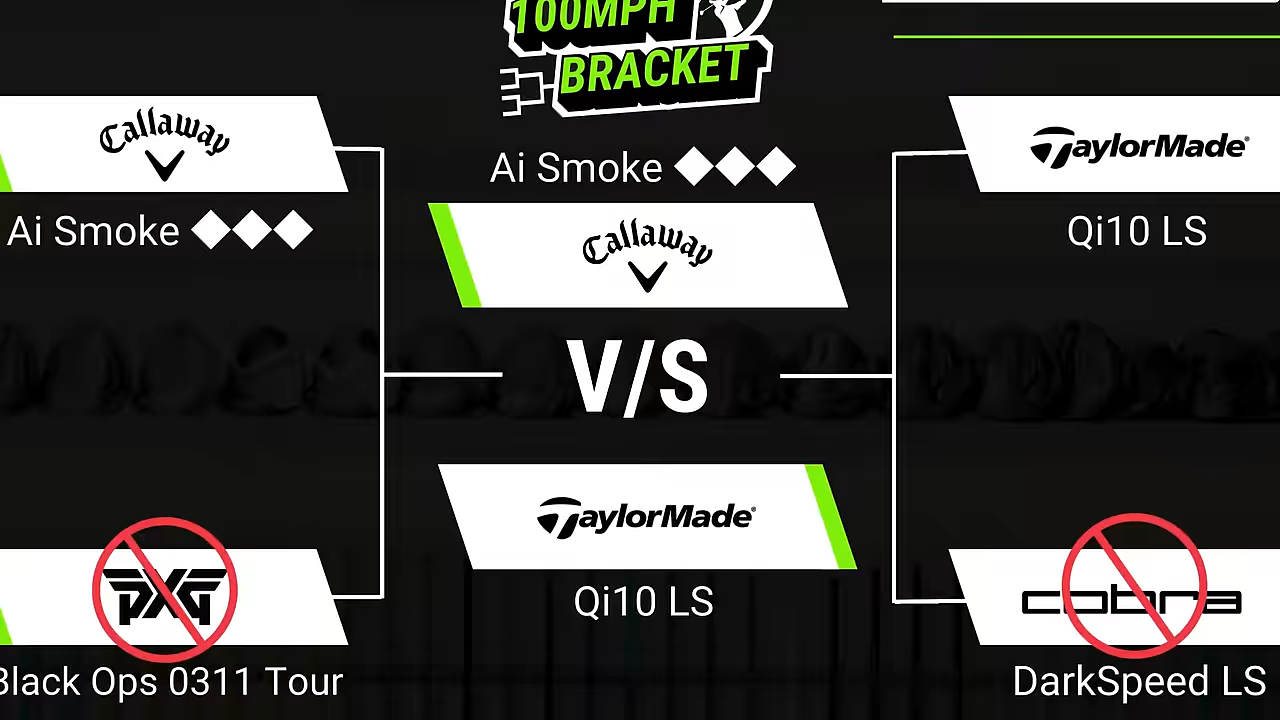 100MPH
BRACKET
Callaway
Ai Smoke ◆◆◆
Ai Smoke ◆◆◆
Callaway
V/S
TaylorMade®
Qi10 LS
TaylorMade®
Qi10 LS
PXG
Black Ops 0311 Tour
cobra
DarkSpeed LS